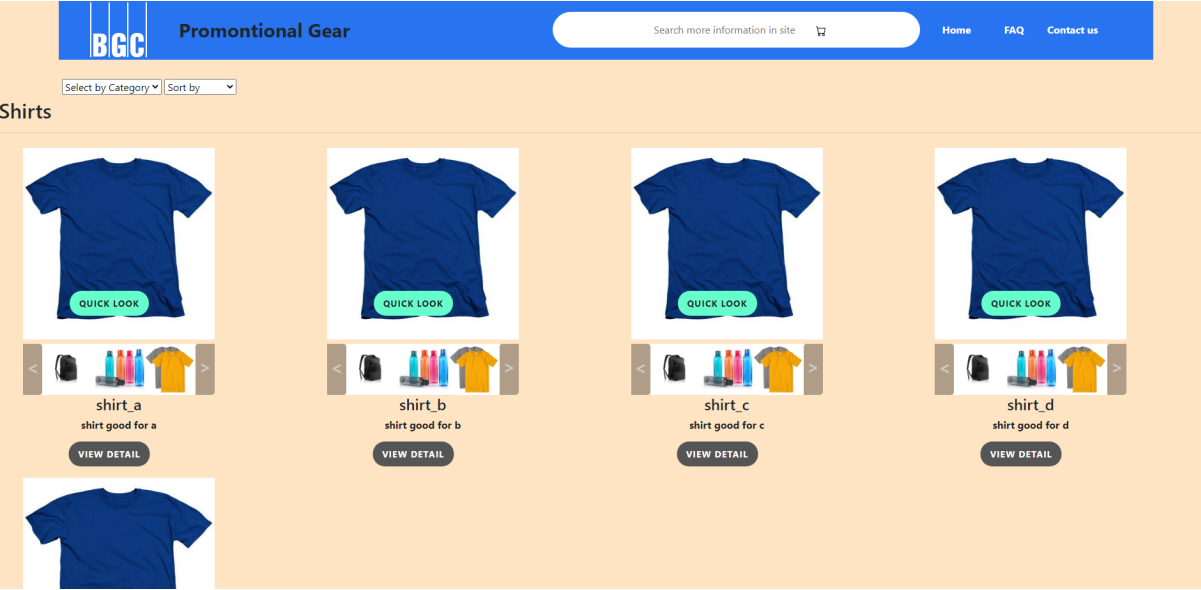 BGC Promontional Gear Search more information in site Home FAQ Contact us
Select by Category Sort by
Shirts
QUICK LOOK QUICK LOOK QUICK LOOK QUICK LOOK
< > < > < > < >
shirt_a shirt_b shirt_c shirt_d
shirt good for a shirt good for b shirt good for c shirt good for d
VIEW DETAIL VIEW DETAIL VIEW DETAIL VIEW DETAIL